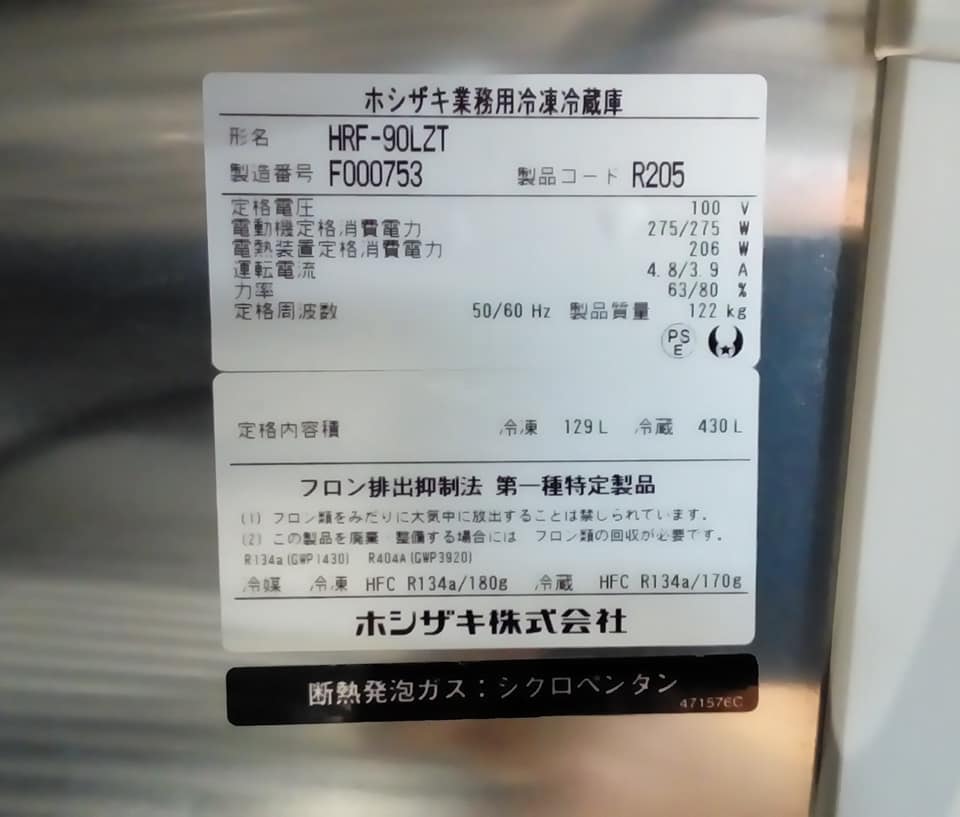 ホシザキ業務用冷凍冷蔵庫
形名 HRF-90LZT
製造番号 F000753 製品コード R205
定格電圧 100 V
電動機定格消費電力 275/275 W
電熱装置定格消費電力 206 W
運転電流 4.8/3.9 A
力率 63/80 %
定格周波数 50/60 Hz 製品質量 122 kg
PS E
定格内容積 冷凍 129L 冷蔵 430L
フロン排出抑制法 第一種特定製品
(1) フロン類をみだりに大気中に放出することは禁じられています。
(2) この製品を廃棄・整備する場合には フロン類の回収が必要です。
R134a(GWP1430) R404A(GWP3920)
冷媒 冷凍 HFC R134a/180g 冷蔵 HFC R134a/170g
ホシザキ株式会社
断熱発泡ガス:シクロペンタン
471576C